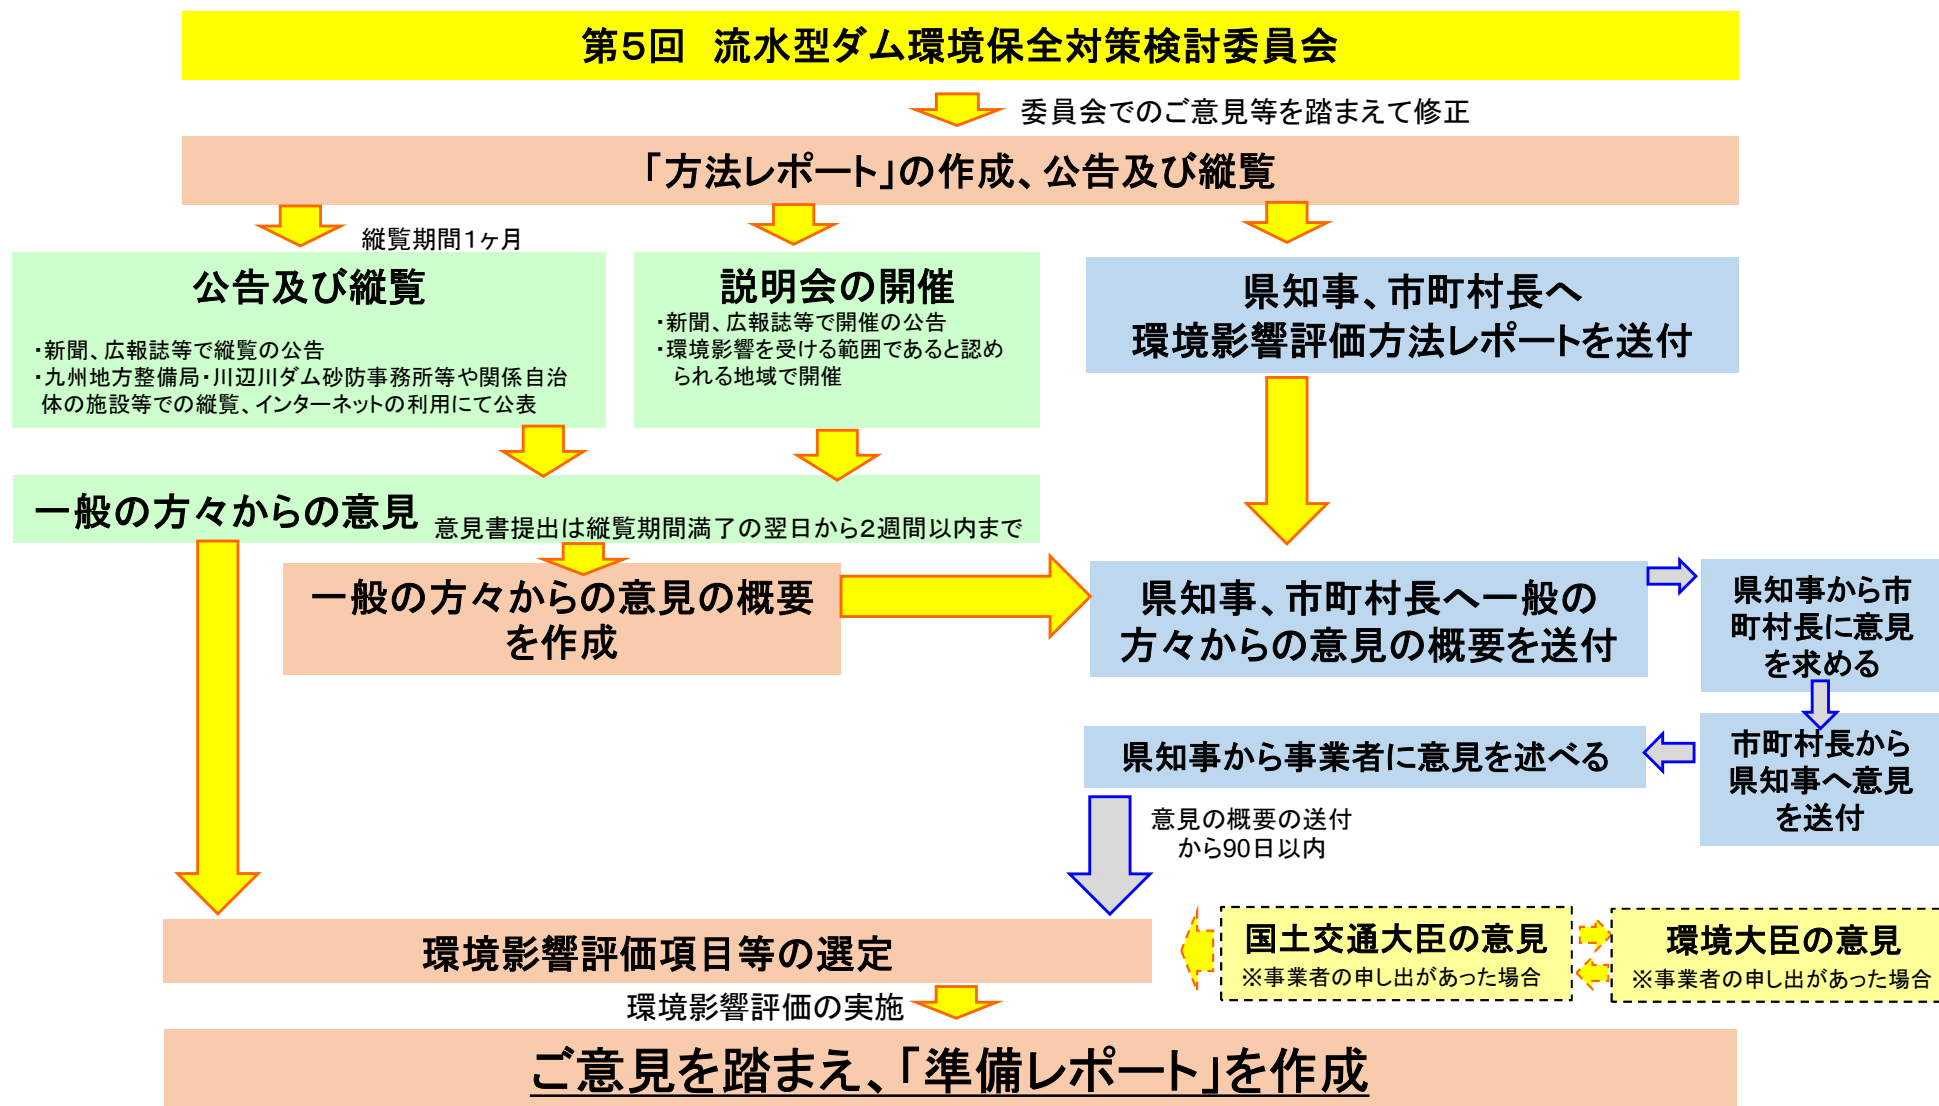 第5回　流水型ダム環境保全対策検討委員会
委員会でのご意見等を踏まえて修正
「方法レポート」の作成、公告及び縦覧
縦覧期間1ヶ月
公告及び縦覧
・新聞、広報誌等で縦覧の公告
・九州地方整備局・川辺川ダム砂防事務所等や関係自治
体の施設等での縦覧、インターネットの利用にて公表
説明会の開催
・新聞、広報誌等で開催の公告
・環境影響を受ける範囲であると認め
られる地域で開催
県知事、市町村長へ
環境影響評価方法レポートを送付
一般の方々からの意見
意見書提出は縦覧期間満了の翌日から2週間以内まで
一般の方々からの意見の概要
を作成
県知事、市町村長へ一般の
方々からの意見の概要を送付
県知事から市
町村長に意見
を求める
市町村長から
県知事へ意見
を送付
県知事から事業者に意見を述べる
意見の概要の送付
から90日以内
環境影響評価項目等の選定
国土交通大臣の意見
※事業者の申し出があった場合
環境大臣の意見
※事業者の申し出があった場合
環境影響評価の実施
ご意見を踏まえ、「準備レポート」を作成